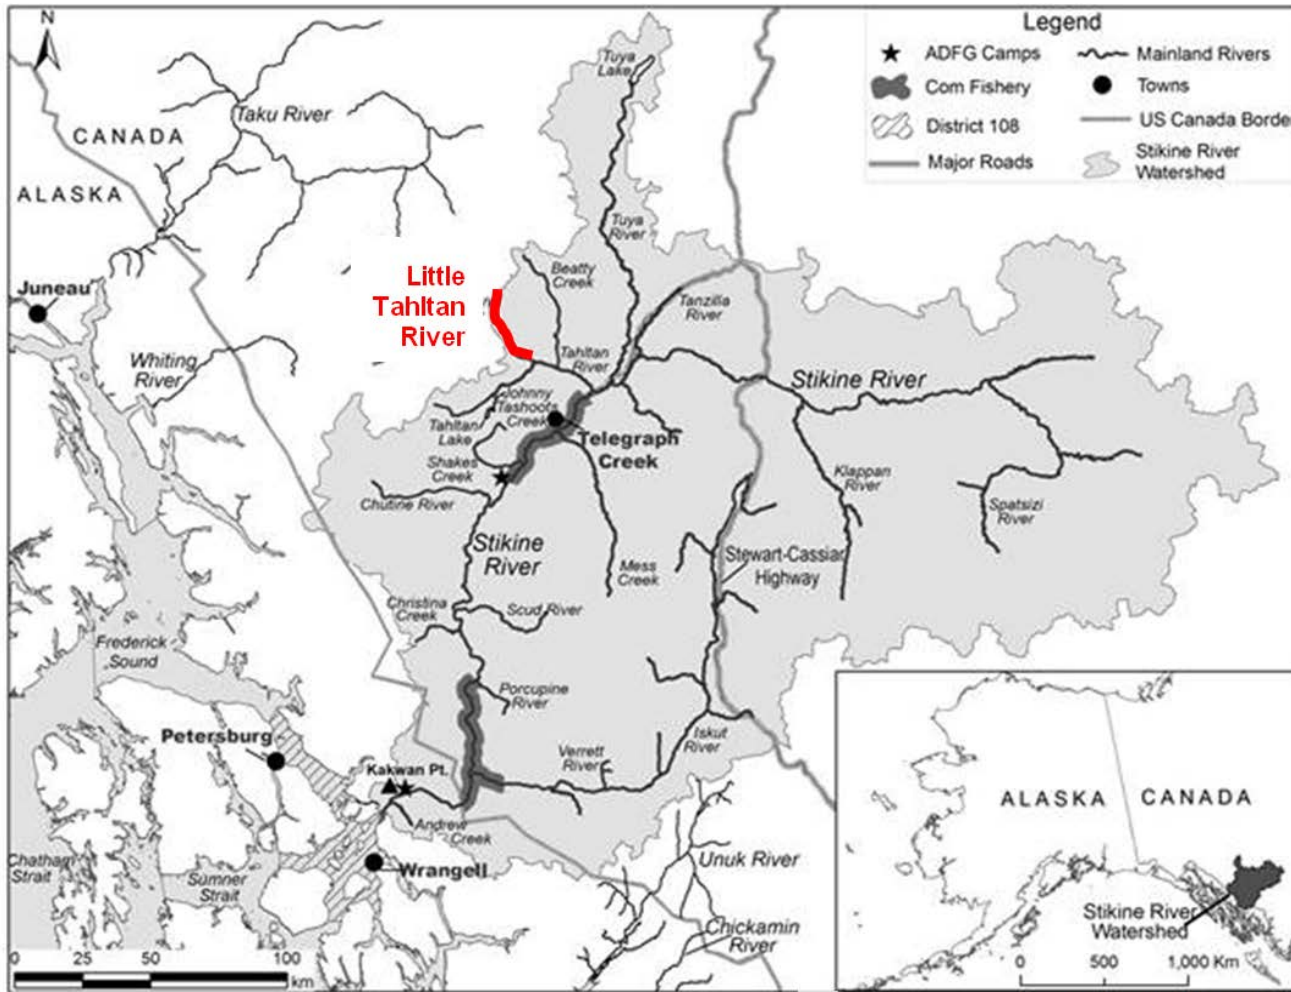 N
Legend
ADFG Camps
Mainland Rivers
Com Fishery
Towns
District 108
US Canada Borde
Major Roads
Stikine River
Watershed
CANADA
ALASKA
Taku River
Tuya
Lake
Tuya
River
Beatty
Creek
Little
Tahltan
River
Tanzilla
River
Juneau
Whiting
River
Tahltan
River
Stikine River
Johnny
Tashoots
Creek
Tahltan
Lake
Telegraph
Creek
Shakes
Creek
Chutine River
Klappan
River
Spatsizi
River
Stikine
River
Mess
Creek
Stewart-Cassiar
Highway
Christina
Creek
Scud River
Frederick
Sound
Porcupine
River
Petersburg
Iskut
River
Verrett
River
Kakwan Pt.
Andrew
Creek
Chatham
Strait
Sumner
Strait
Wrangell
Unuk River
Chickamin
River
0 25 50 100
km
ALASKA CANADA
Stikine River
Watershed
0 500 1,000 Km